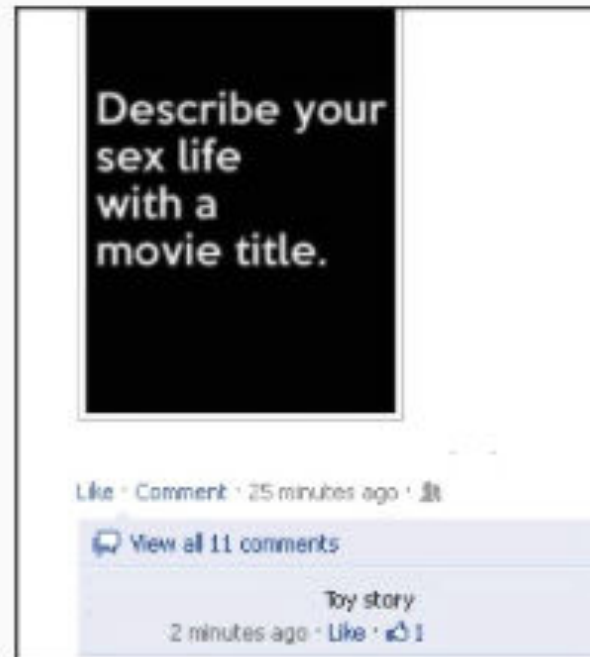 Describe your
sex life
with a
movie title.
Like · Comment · 25 minutes ago ·
View all 11 comments
Toy story
2 minutes ago · Like · 1